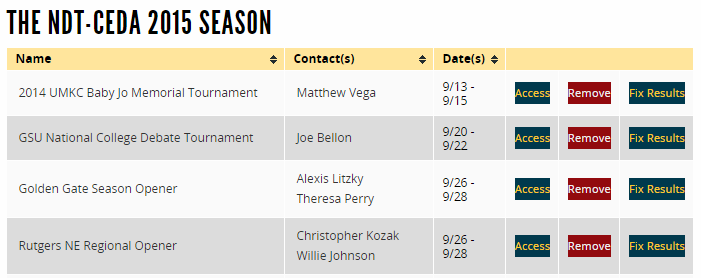 THE NDT-CEDA 2015 SEASON
Name Contact(s) Date(s)
2014 UMKC Baby Jo Memorial Tournament Matthew Vega 9/13 - Access Remove Fix Results
9/15
GSU National College Debate Tournament Joe Bellon 9/20 - Access Remove Fix Results
9/22
Golden Gate Season Opener Alexis Litzky 9/26 - Access Remove Fix Results
Theresa Perry 9/28
Rutgers NE Regional Opener Christopher Kozak 9/26 - Access Remove Fix Results
Willie Johnson 9/28